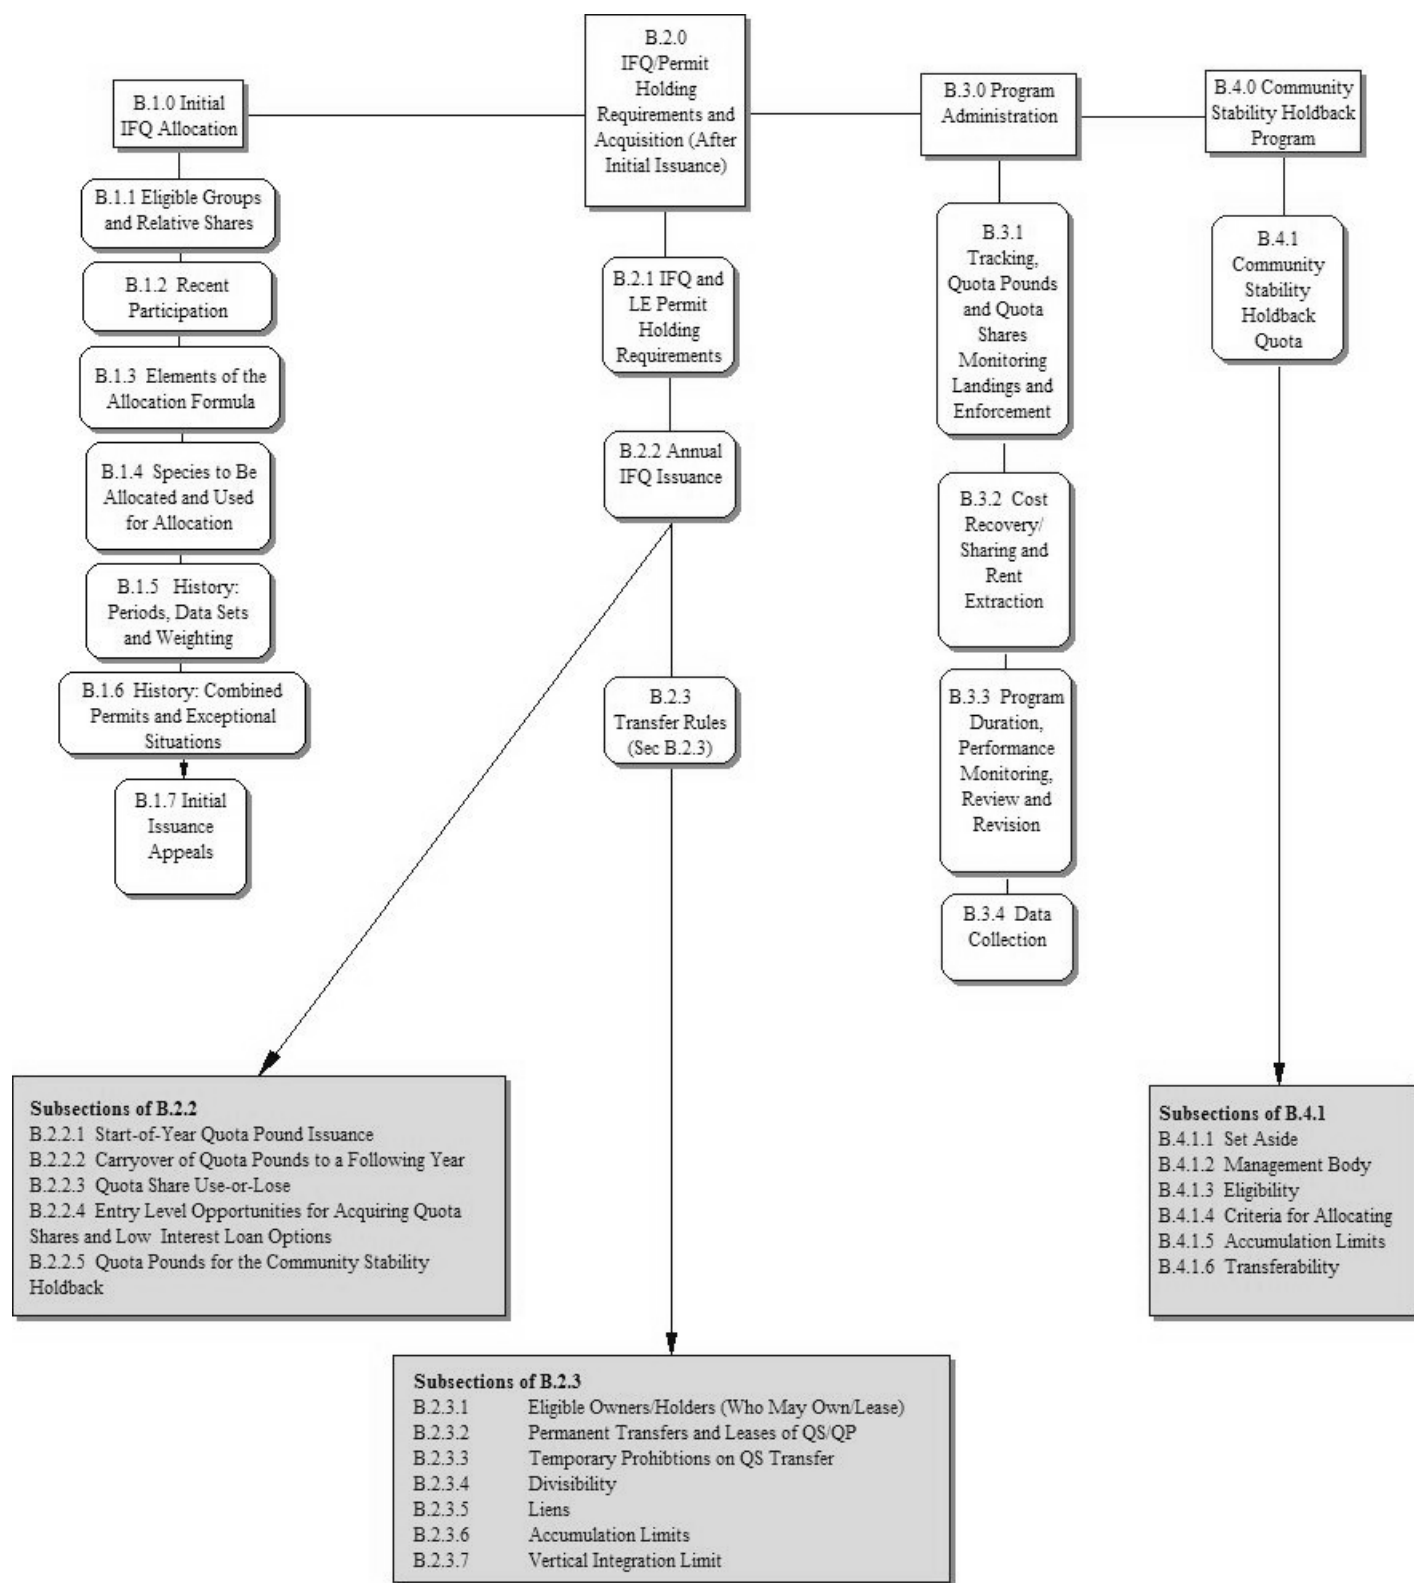 B.1.0 Initial
IFQ Allocation
B.1.1 Eligible Groups
and Relative Shares
B.1.2 Recent
Participation
B.1.3 Elements of the
Allocation Formula
B.1.4 Species to Be
Allocated and Used
for Allocation
B.1.5 History:
Periods, Data Sets
and Weighting
B.1.6 History: Combined
Permits and Exceptional
Situations
B.1.7 Initial
Issuance
Appeals
B.2.0
IFQ/Permit
Holding
Requirements and
Acquisition (After
Initial Issuance)
B.2.1 IFQ and
LE Permit
Holding
Requirements
B.2.2 Annual
IFQ Issuance
B.2.3
Transfer Rules
(Sec B.2.3)
B.3.0 Program
Administration
B.3.1
Tracking,
Quota Pounds
and Quota
Shares
Monitoring
Landings and
Enforcement
B.3.2 Cost
Recovery/
Sharing and
Rent
Extraction
B.3.3 Program
Duration,
Performance
Monitoring,
Review and
Revision
B.3.4 Data
Collection
B.4.0 Community
Stability Holdback
Program
B.4.1
Community
Stability
Holdback
Quota
Subsections of B.2.2
B.2.2.1 Start-of-Year Quota Pound Issuance
B.2.2.2 Carryover of Quota Pounds to a Following Year
B.2.2.3 Quota Share Use-or-Lose
B.2.2.4 Entry Level Opportunities for Acquiring Quota
Shares and Low Interest Loan Options
B.2.2.5 Quota Pounds for the Community Stability
Holdback
Subsections of B.4.1
B.4.1.1 Set Aside
B.4.1.2 Management Body
B.4.1.3 Eligibility
B.4.1.4 Criteria for Allocating
B.4.1.5 Accumulation Limits
B.4.1.6 Transferability
Subsections of B.2.3
B.2.3.1 Eligible Owners/Holders (Who May Own/Lease)
B.2.3.2 Permanent Transfers and Leases of QS/QP
B.2.3.3 Temporary Prohibtions on QS Transfer
B.2.3.4 Divisibility
B.2.3.5 Liens
B.2.3.6 Accumulation Limits
B.2.3.7 Vertical Integration Limit